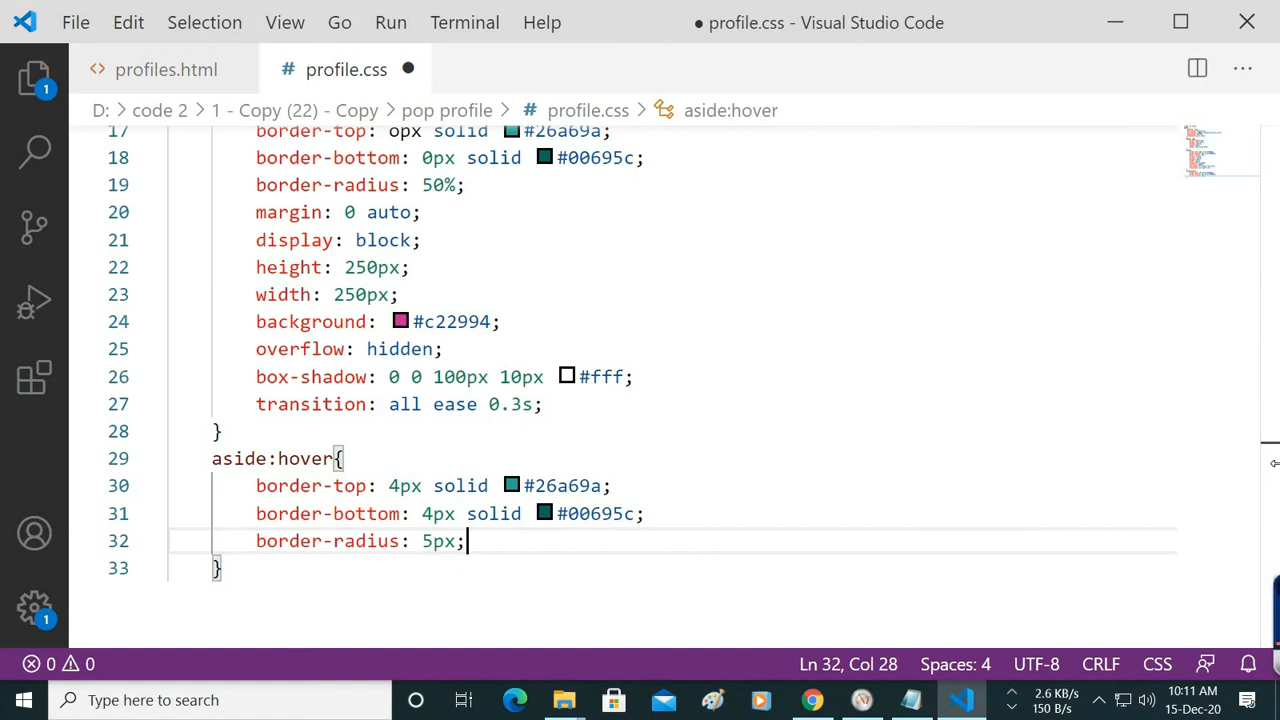 File Edit Selection View Go Run Terminal Help ● profile.css - Visual Studio Code
<> profiles.html # profile.css ●
D: > code 2 > 1 - Copy (22) - Copy > pop profile > # profile.css > aside:hover
17 border-top: opx solid #26a69a;
18 border-bottom: 0px solid #00695c;
19 border-radius: 50%;
20 margin: 0 auto;
21 display: block;
22 height: 250px;
23 width: 250px;
24 background: #c22994;
25 overflow: hidden;
26 box-shadow: 0 0 100px 10px #fff;
27 transition: all ease 0.3s;
28 }
29 aside:hover{
30 border-top: 4px solid #26a69a;
31 border-bottom: 4px solid #00695c;
32 border-radius: 5px;
33 }
1
1
0 0 Ln 32, Col 28 Spaces: 4 UTF-8 CRLF CSS
Type here to search
2.6 KB/s
150 B/s
10:11 AM
15-Dec-20